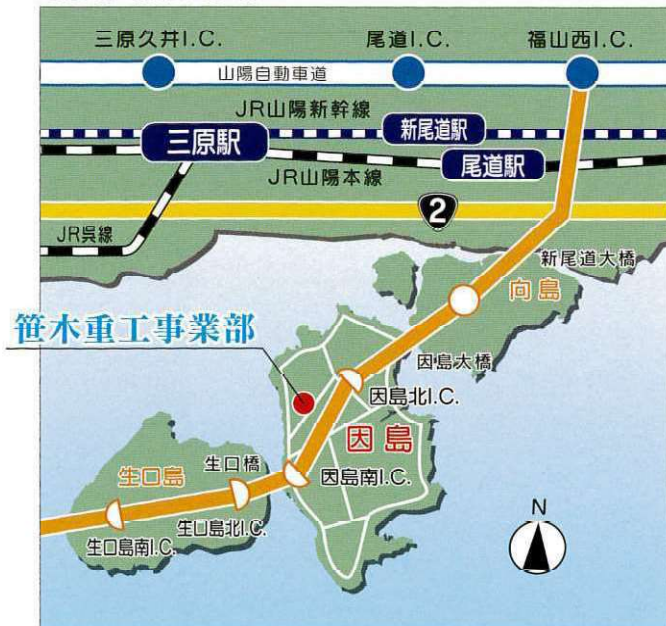 三原久井I.C.
尾道I.C.
福山西I.C.
山陽自動車道
JR山陽新幹線
新尾道駅
三原駅
尾道駅
JR山陽本線
2
JR呉線
新尾道大橋
向島
笹木重工事業部
因島大橋
因島北I.C.
因島
生口橋
生口島
因島南I.C.
生口島北I.C.
生口島南I.C.
N